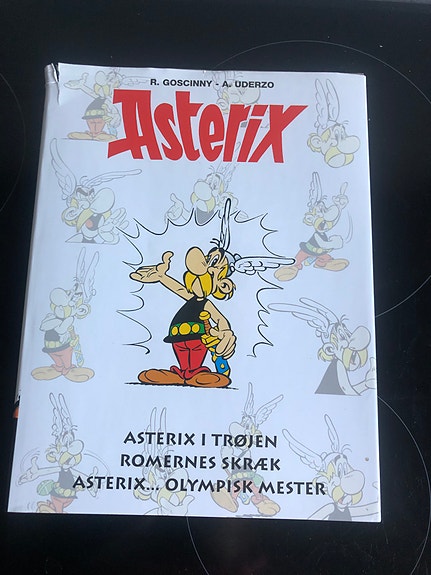 R. GOSCINNY - A. UDERZO
Asterix
ASTERIX I TRØJEN
ROMERNES SKRÆK
ASTERIX... OLYMPISK MESTER